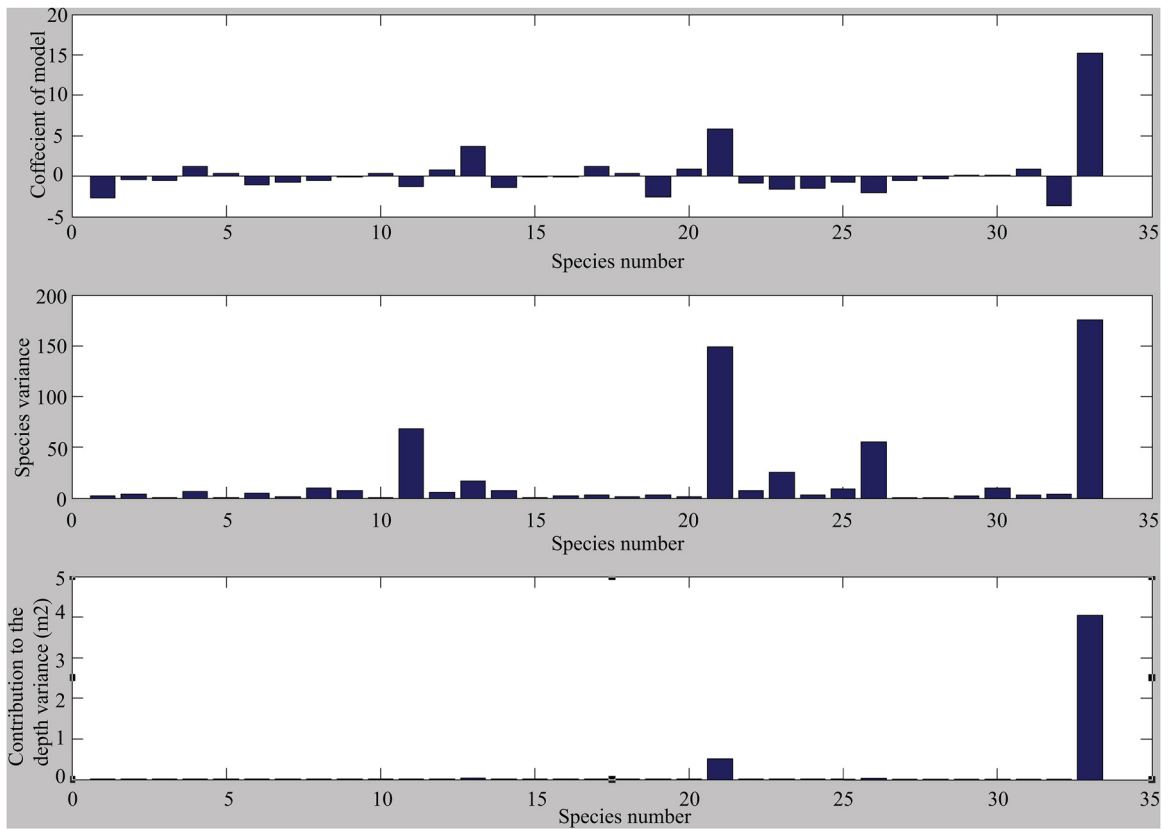 Coffecient of model
20
15
10
5
0
-5
0 5 10 15 20 25 30 35
Species number
Species variance
200
150
100
50
0
0 5 10 15 20 25 30 35
Species number
Contribution to the
depth variance (m2)
5
4
3
2
1
0
0 5 10 15 20 25 30 35
Species number